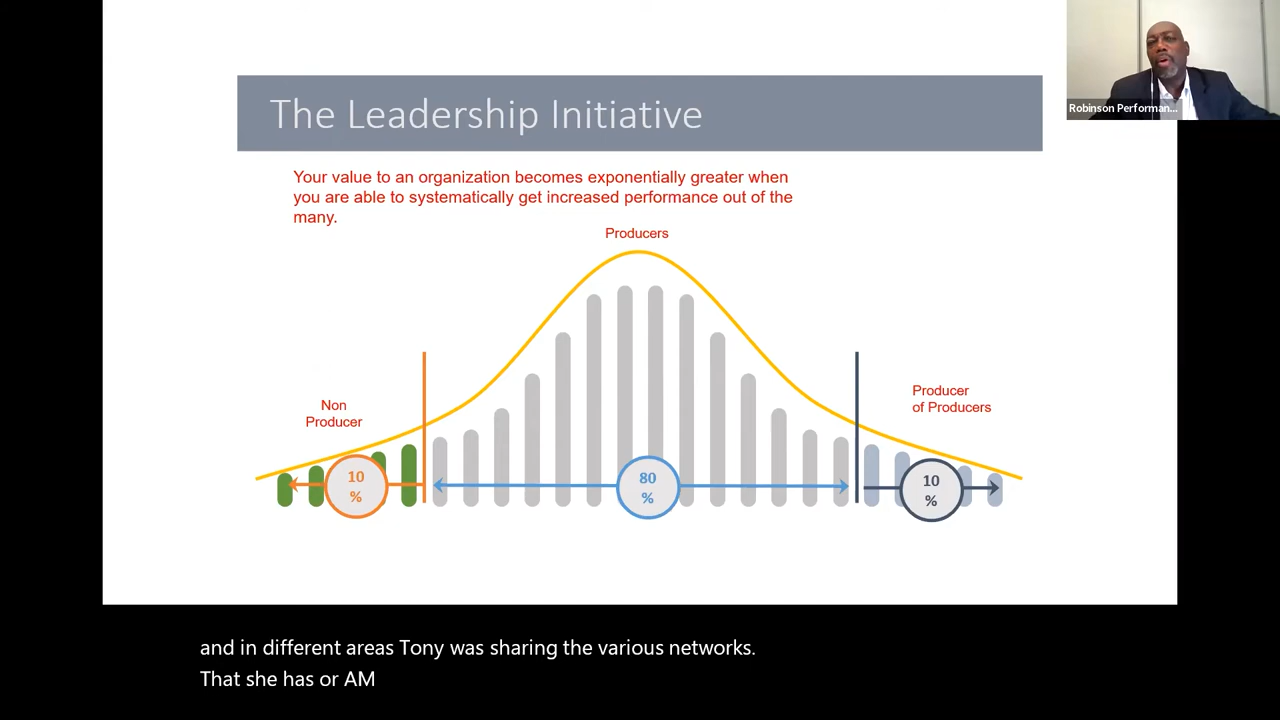 The Leadership Initiative
Robinson Performan...
Your value to an organization becomes exponentially greater when
you are able to systematically get increased performance out of the
many.
Producers
Non
Producer
Producer
of Producers
10
%
80
%
10
%
and in different areas Tony was sharing the various networks.
That she has or AM